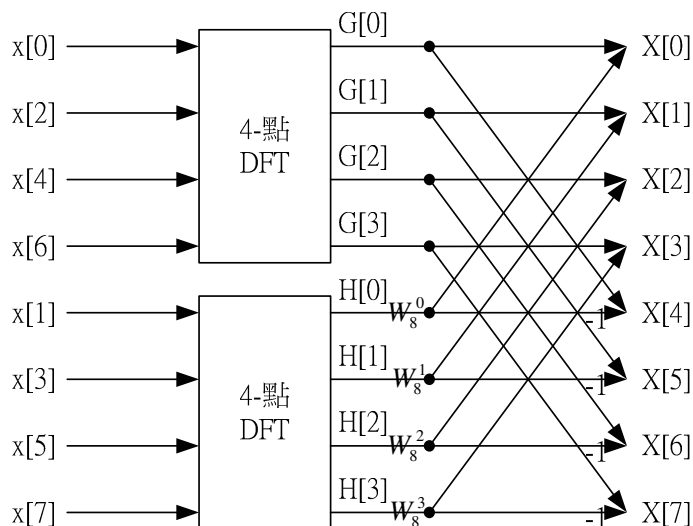 x[0] G[0] X[0]
x[2] G[1] X[1]
4-點
DFT
x[4] G[2] X[2]
x[6] G[3] X[3]
x[1] H[0] W₈⁰ -1 X[4]
x[3] H[1] W₈¹ -1 X[5]
4-點
DFT
x[5] H[2] W₈² -1 X[6]
x[7] H[3] W₈³ -1 X[7]